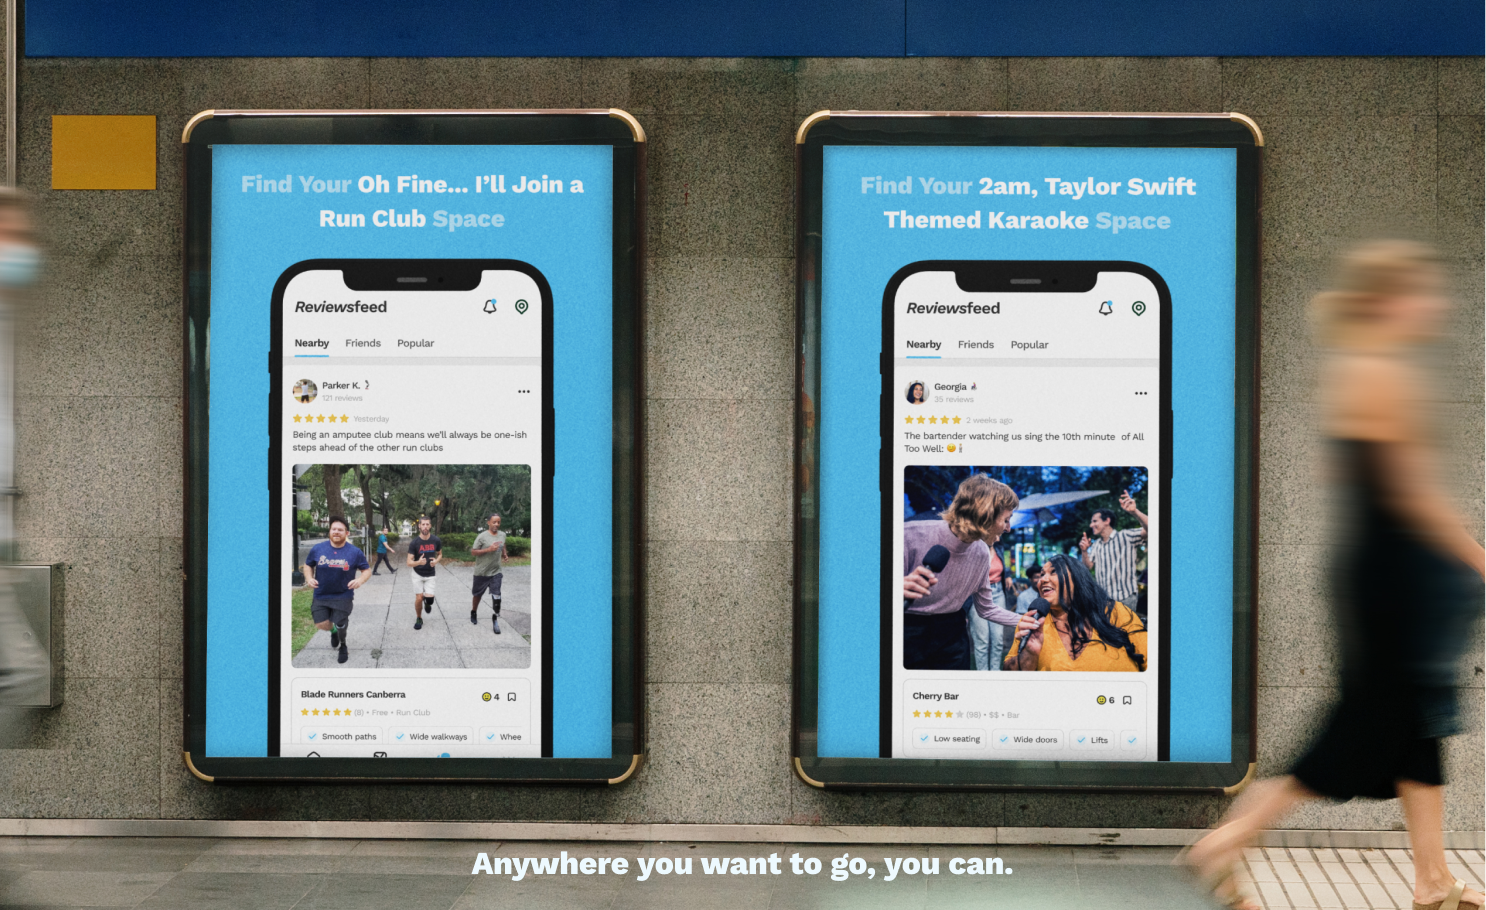 Find Your Oh Fine... I'll Join a
Run Club Space
Reviewsfeed
Nearby Friends Popular
Parker K.
121 reviews
Yesterday
Being an amputee club means we'll always be one-ish
steps ahead of the other run clubs
Braves
ABB
Blade Runners Canberra
4
(8) • Free • Run Club
Smooth paths Wide walkways Whee
Find Your 2am, Taylor Swift
Themed Karaoke Space
Reviewsfeed
Nearby Friends Popular
Georgia
35 reviews
2 weeks ago
The bartender watching us sing the 10th minute of All
Too Well: 😄🕴
Cherry Bar
6
(98) • $$ • Bar
Low seating Wide doors Lifts
Anywhere you want to go, you can.